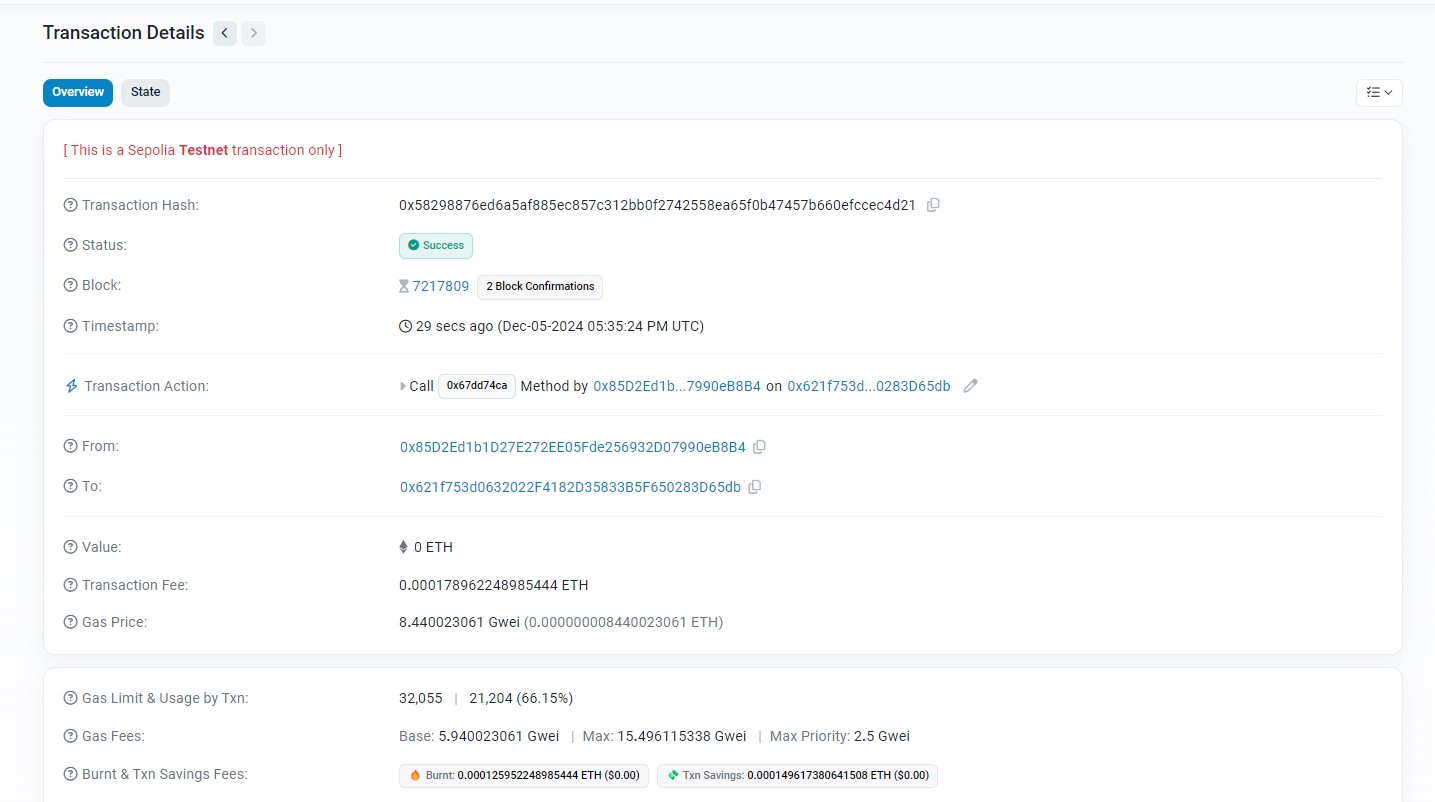 Transaction Details
Overview State
[ This is a Sepolia Testnet transaction only ]
Transaction Hash: 0x58298876ed6a5af885ec857c312bb0f2742558ea65f0b47457b660efccec4d21
Status: Success
Block: 7217809 2 Block Confirmations
Timestamp: 29 secs ago (Dec-05-2024 05:35:24 PM UTC)
Transaction Action: Call 0x67dd74ca Method by 0x85D2Ed1b...7990eB8B4 on 0x621f753d...0283D65db
From: 0x85D2Ed1b1D27E272EE05Fde256932D07990eB8B4
To: 0x621f753d0632022F4182D35833B5F650283D65db
Value: 0 ETH
Transaction Fee: 0.000178962248985444 ETH
Gas Price: 8.440023061 Gwei (0.000000008440023061 ETH)
Gas Limit & Usage by Txn: 32,055 | 21,204 (66.15%)
Gas Fees: Base: 5.940023061 Gwei | Max: 15.496115338 Gwei | Max Priority: 2.5 Gwei
Burnt & Txn Savings Fees: Burnt: 0.000125952248985444 ETH ($0.00) Txn Savings: 0.000149617380641508 ETH ($0.00)